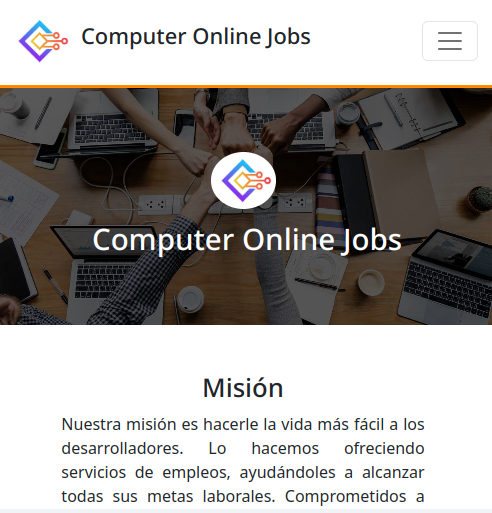 Computer Online Jobs
Computer Online Jobs
Misión
Nuestra misión es hacerle la vida más fácil a los
desarrolladores. Lo hacemos ofreciendo
servicios de empleos, ayudándoles a alcanzar
todas sus metas laborales. Comprometidos a